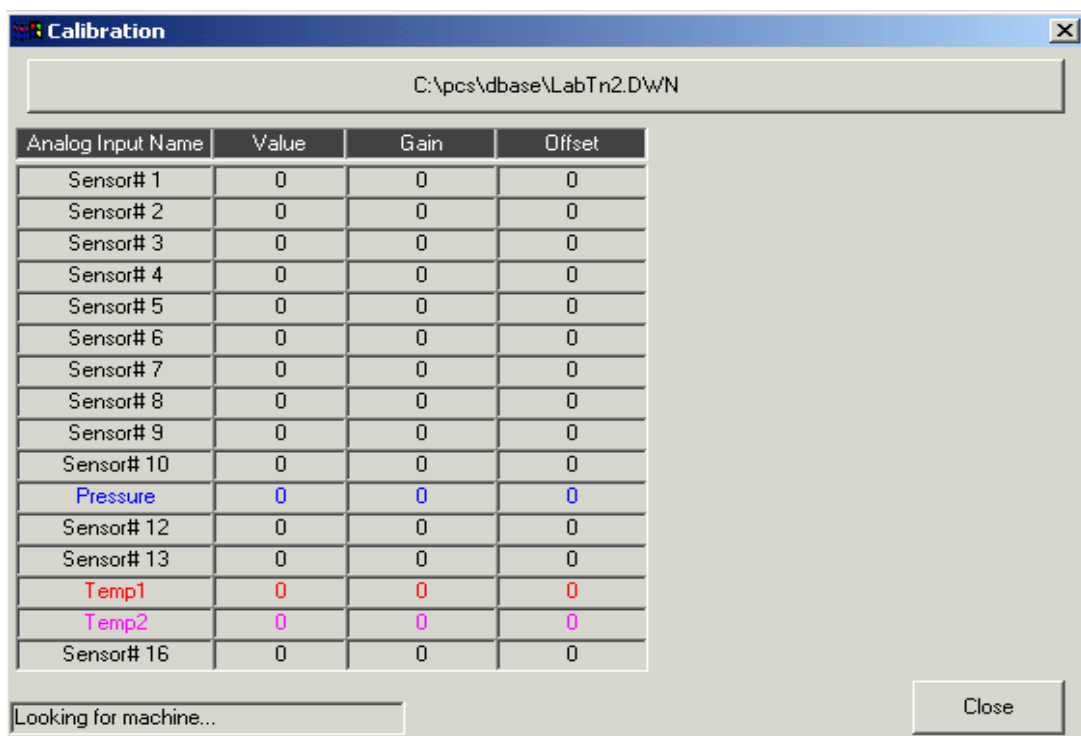 Calibration
C:\pcs\dbase\LabTn2.DWN
Analog Input Name Value Gain Offset
Sensor# 1 0 0 0
Sensor# 2 0 0 0
Sensor# 3 0 0 0
Sensor# 4 0 0 0
Sensor# 5 0 0 0
Sensor# 6 0 0 0
Sensor# 7 0 0 0
Sensor# 8 0 0 0
Sensor# 9 0 0 0
Sensor# 10 0 0 0
Pressure 0 0 0
Sensor# 12 0 0 0
Sensor# 13 0 0 0
Temp1 0 0 0
Temp2 0 0 0
Sensor# 16 0 0 0
Looking for machine...
Close